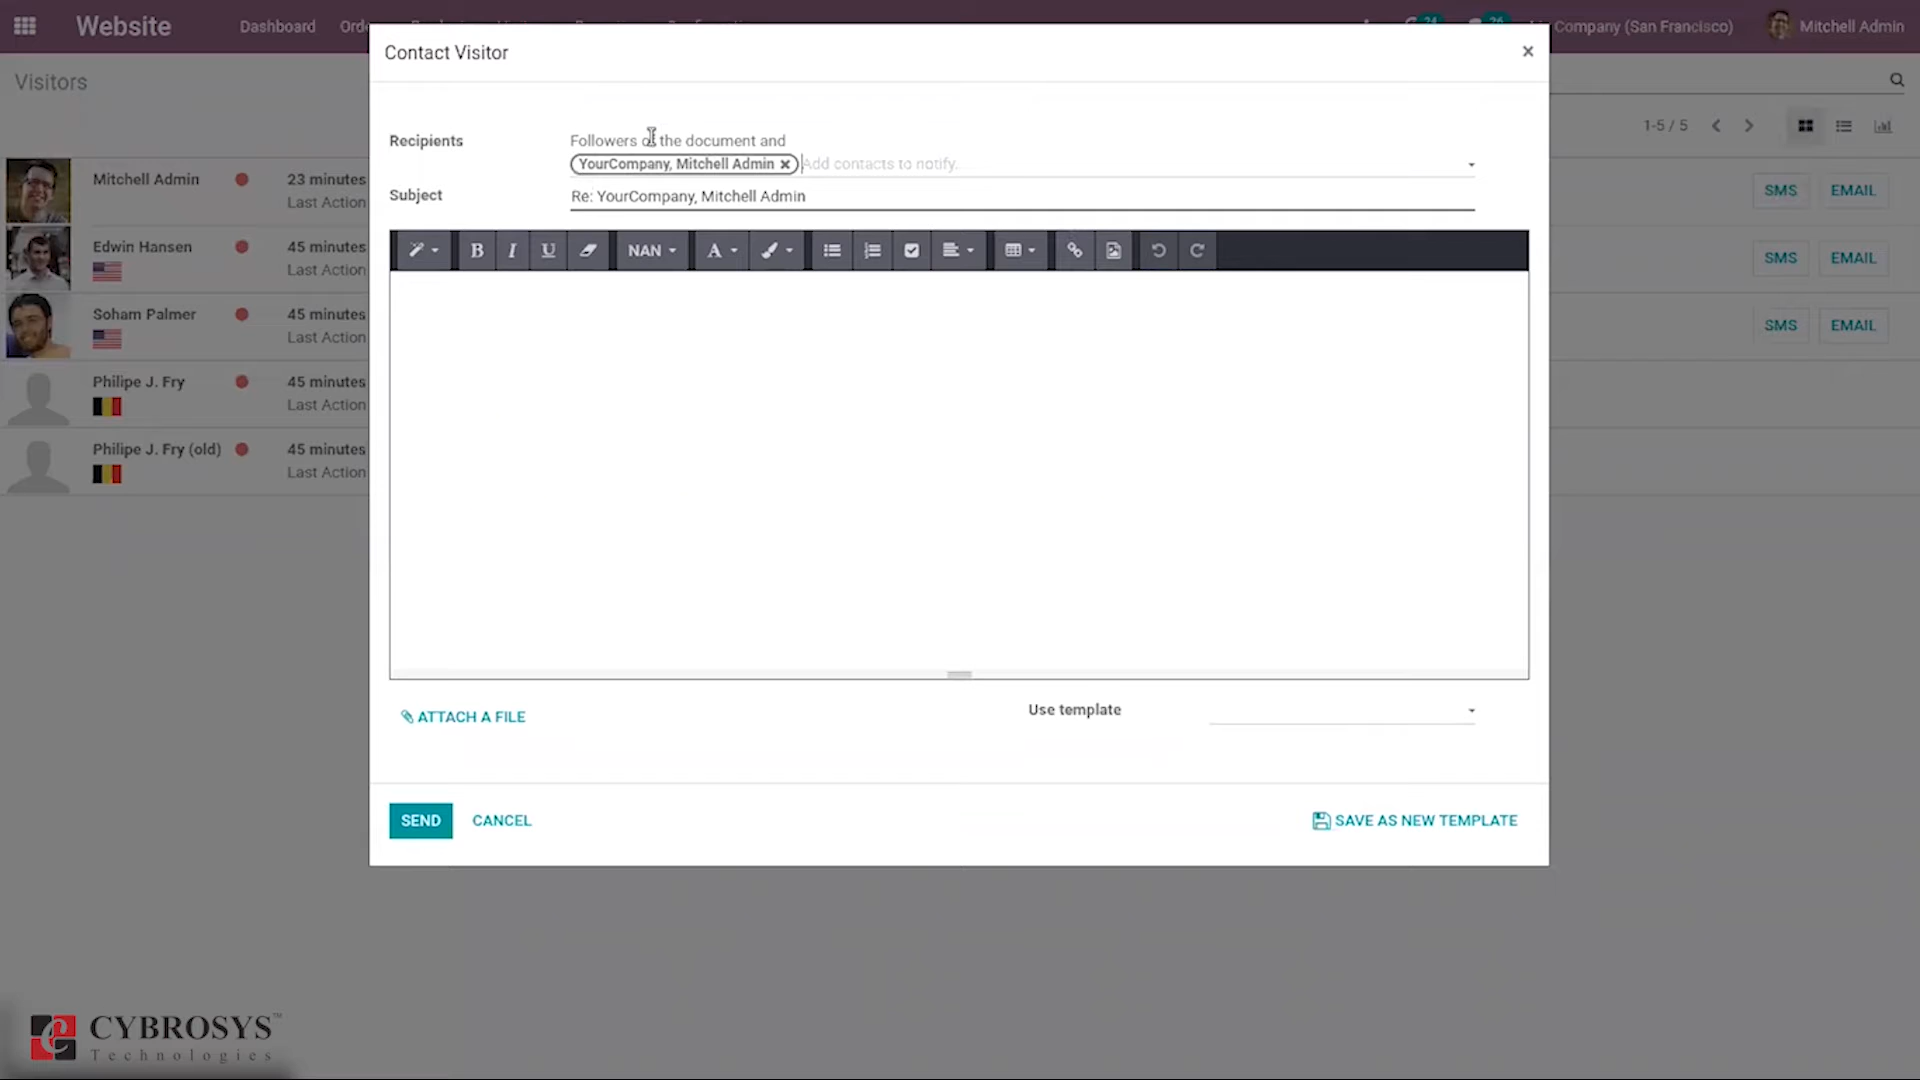 Website
Dashboard
Contact Visitor
×
24
26
Company (San Francisco)
Mitchell Admin
Visitors
1-5 / 5
Recipients
Followers of the document and
YourCompany, Mitchell Admin ×
Add contacts to notify...
Subject
Re: YourCompany, Mitchell Admin
Mitchell Admin
23 minutes
Last Action
SMS
EMAIL
Edwin Hansen
45 minutes
Last Action
SMS
EMAIL
Soham Palmer
45 minutes
Last Action
SMS
EMAIL
Philipe J. Fry
45 minutes
Last Action
Philipe J. Fry (old)
45 minutes
Last Action
B I U NAN A
ATTACH A FILE
Use template
SEND
CANCEL
SAVE AS NEW TEMPLATE
CYBROSYS™
Technologies